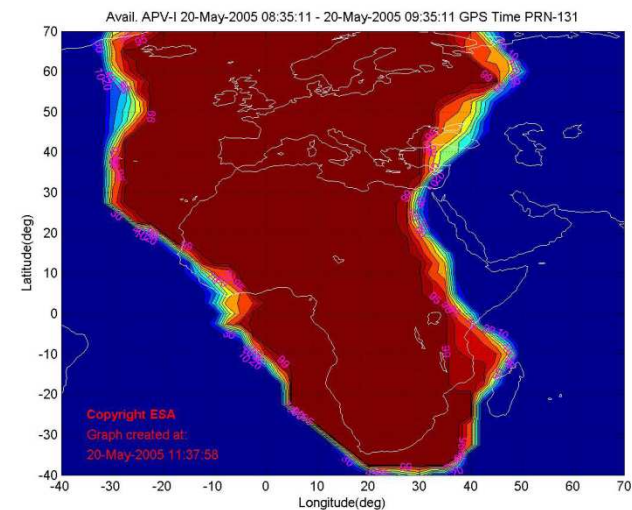 Avail. APV-I 20-May-2005 08:35:11 - 20-May-2005 09:35:11 GPS Time PRN-131
70
60
50
40
30
20
10
0
-10
-20
-30
-40
Latitude(deg)
Copyright ESA
Graph created at:
20-May-2005 11:37:58
-40 -30 -20 -10 0 10 20 30 40 50 60 70
Longitude(deg)